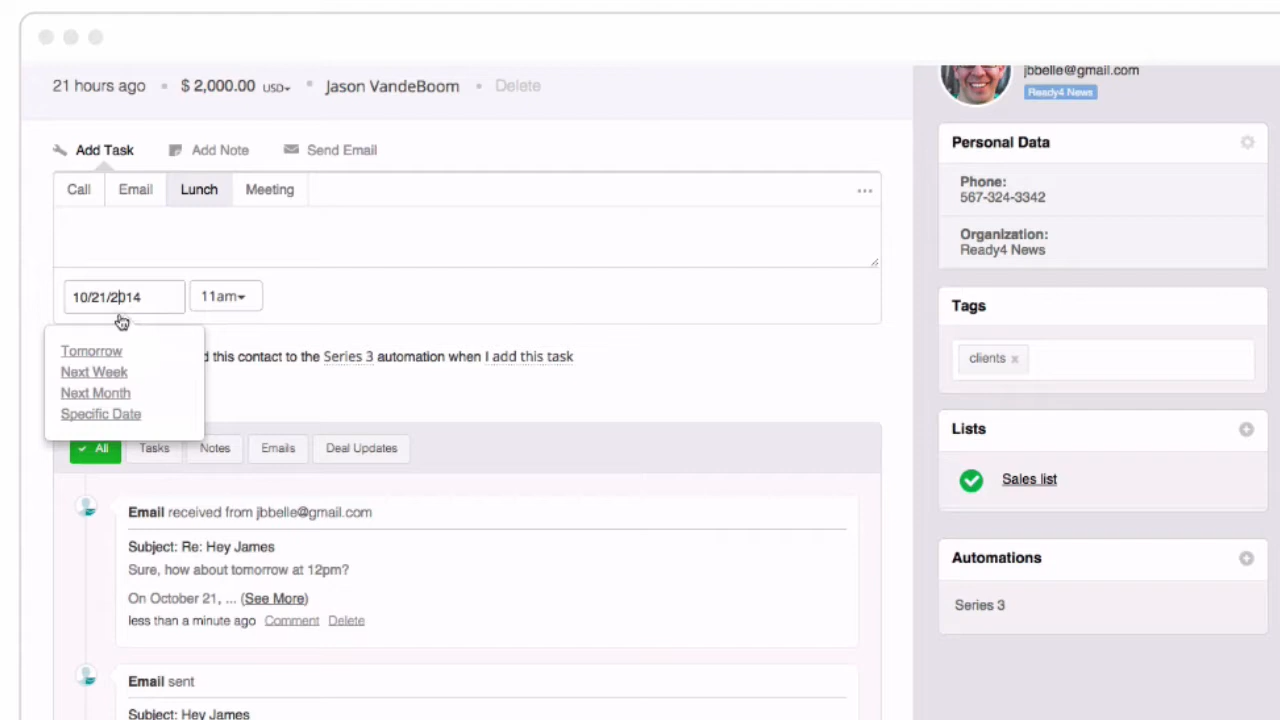 21 hours ago • $ 2,000.00 USD • Jason VandeBoom • Delete
jbbelle@gmail.com
Ready4 News
Add Task Add Note Send Email
Call Email Lunch Meeting ...
10/21/2014 11am
Tomorrow
Next Week
Next Month
Specific Date
this contact to the Series 3 automation when I add this task
All Tasks Notes Emails Deal Updates
Email received from jbbelle@gmail.com
Subject: Re: Hey James
Sure, how about tomorrow at 12pm?
On October 21, ... (See More)
less than a minute ago Comment Delete
Email sent
Subject: Hey James
Personal Data
Phone:
567-324-3342
Organization:
Ready4 News
Tags
clients x
Lists
Sales list
Automations
Series 3